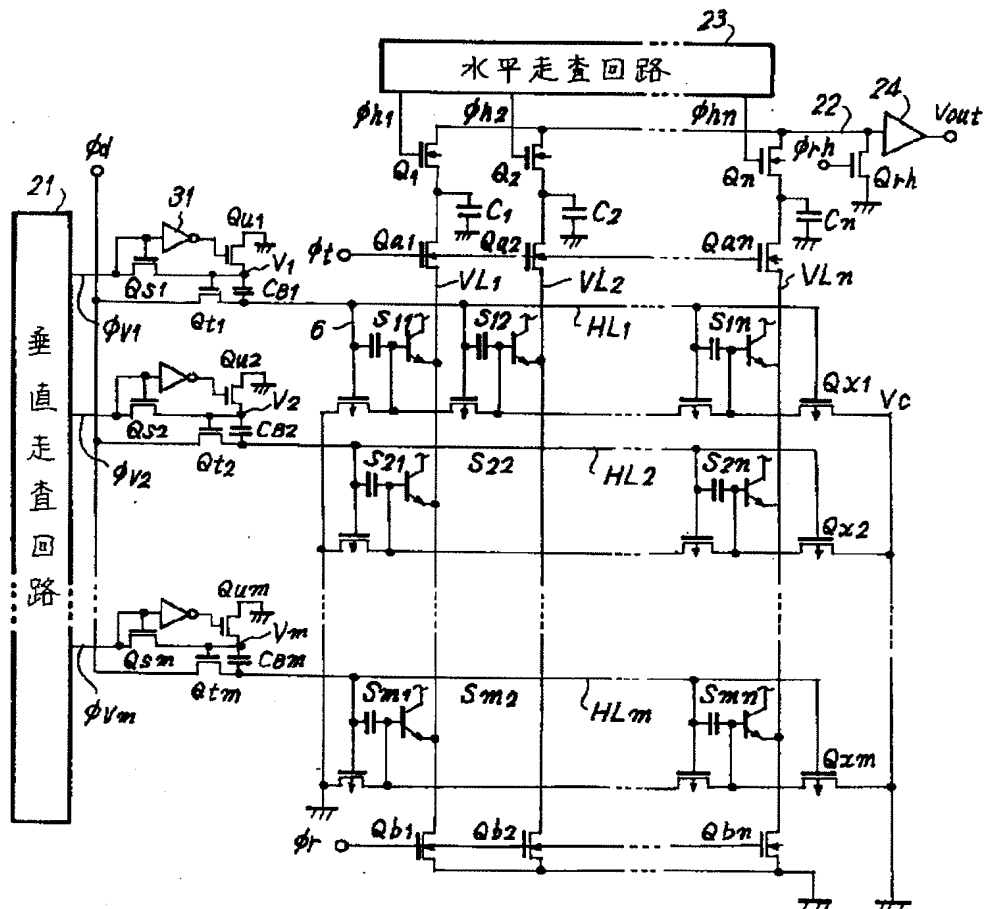 23
水平走査回路
φh1
φh2
φhn
22
24
Vout
φrh
Qrh
Q1
Q2
Qn
C1
C2
Cn
φd
21
31
Qu1
φt
Qa1
Qa2
Qan
V1
CB1
Qs1
Qt1
φV1
VL1
VL2
VLn
6
S11
S12
HL1
S1n
Qx1
Vc
Qu2
V2
CB2
Qs2
Qt2
φV2
S21
S22
HL2
S2n
Qx2
垂直走査回路
Qum
Vm
CBm
Qsm
Qtm
φVm
Sm1
Sm2
HLm
Smn
Qxm
φr
Qb1
Qb2
Qbn